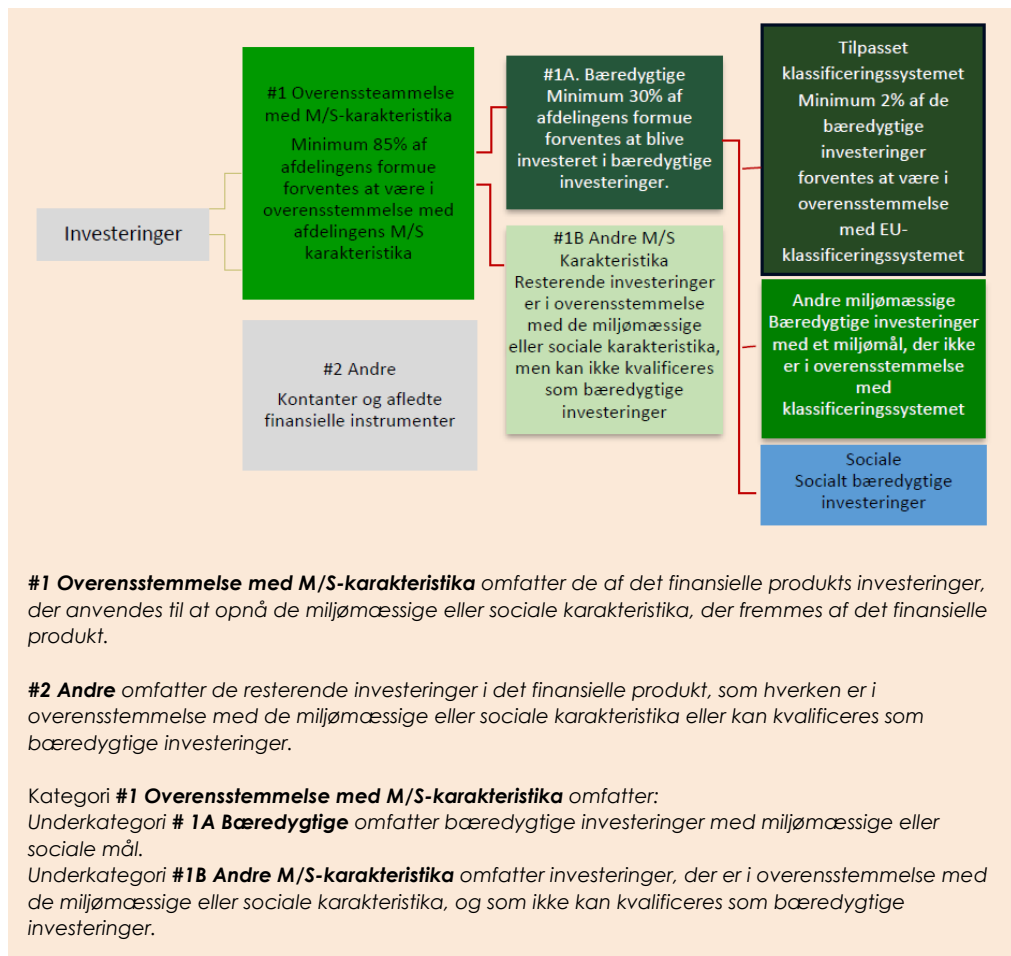 Investeringer
#1 Overenssteammelse
med M/S-karakteristika
Minimum 85% af
afdelingens formue
forventes at være i
overensstemmelse med
afdelingens M/S
karakteristika
#2 Andre
Kontanter og afledte
finansielle instrumenter
#1A. Bæredygtige
Minimum 30% af
afdelingens formue
forventes at blive
investeret i bæredygtige
investeringer.
#1B Andre M/S
Karakteristika
Resterende investeringer
er i overensstemmelse
med de miljømæssige
eller sociale karakteristika,
men kan ikke kvalificeres
som bæredygtige
investeringer
Tilpasset
klassificeringssystemet
Minimum 2% af de
bæredygtige
investeringer
forventes at være i
overensstemmelse
med EU-
klassificeringssystemet
Andre miljømæssige
Bæredygtige investeringer
med et miljømål, der ikke
er i overensstemmelse
med
klassificeringssystemet
Sociale
Socialt bæredygtige
investeringer
#1 Overensstemmelse med M/S-karakteristika omfatter de af det finansielle produkts investeringer,
der anvendes til at opnå de miljømæssige eller sociale karakteristika, der fremmes af det finansielle
produkt.
#2 Andre omfatter de resterende investeringer i det finansielle produkt, som hverken er i
overensstemmelse med de miljømæssige eller sociale karakteristika eller kan kvalificeres som
bæredygtige investeringer.
Kategori #1 Overensstemmelse med M/S-karakteristika omfatter:
Underkategori # 1A Bæredygtige omfatter bæredygtige investeringer med miljømæssige eller
sociale mål.
Underkategori #1B Andre M/S-karakteristika omfatter investeringer, der er i overensstemmelse med
de miljømæssige eller sociale karakteristika, og som ikke kan kvalificeres som bæredygtige
investeringer.